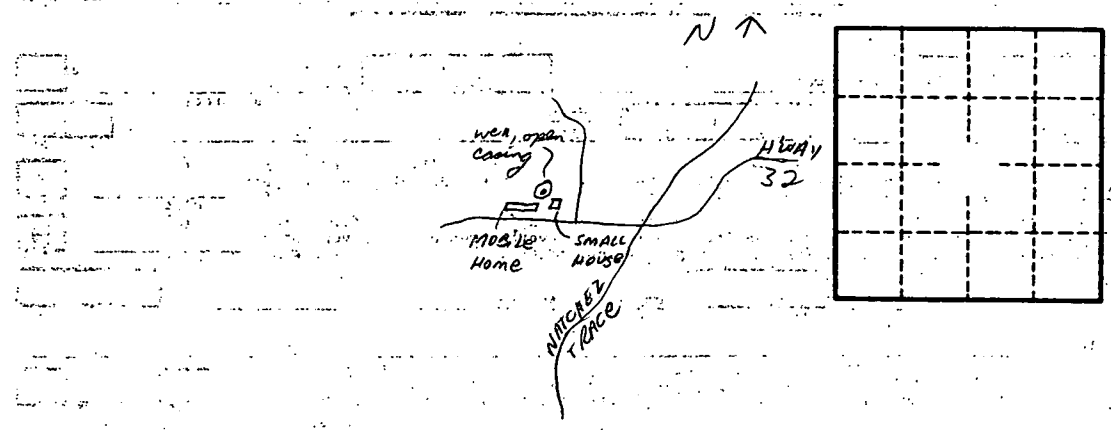 N
well, open
casing
HWAY
32
MOBILE
Home
SMALL
House
NATCHEZ
TRACE